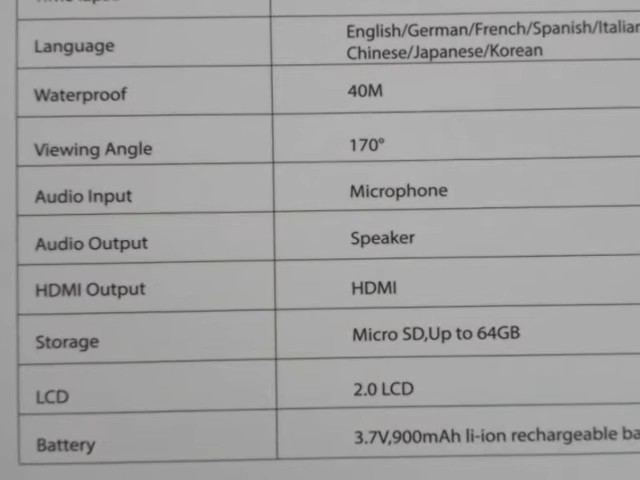 Language English/German/French/Spanish/Italian
Chinese/Japanese/Korean
Waterproof 40M
Viewing Angle 170°
Audio Input Microphone
Audio Output Speaker
HDMI Output HDMI
Storage Micro SD,Up to 64GB
LCD 2.0 LCD
Battery 3.7V,900mAh li-ion rechargeable